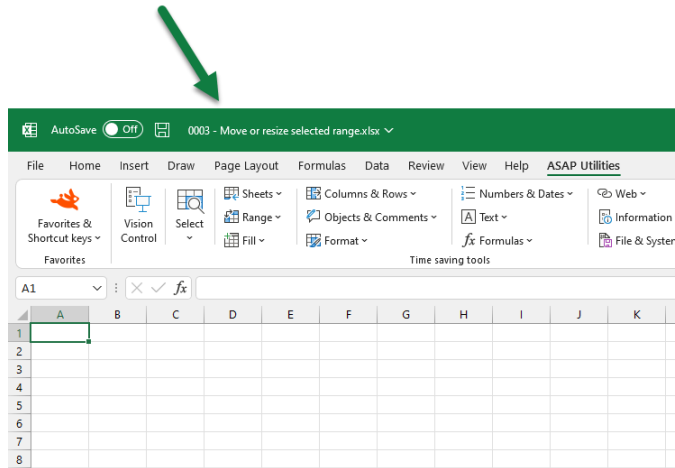 AutoSave Off 0003 - Move or resize selected range.xlsx
File Home Insert Draw Page Layout Formulas Data Review View Help ASAP Utilities
Favorites & Shortcut keys
Vision Control
Select
Sheets
Range
Fill
Columns & Rows
Objects & Comments
Format
Numbers & Dates
Text
fx Formulas
Web
Information
File & System
Favorites
Time saving tools
A1 fx
A B C D E F G H I J K
1
2
3
4
5
6
7
8